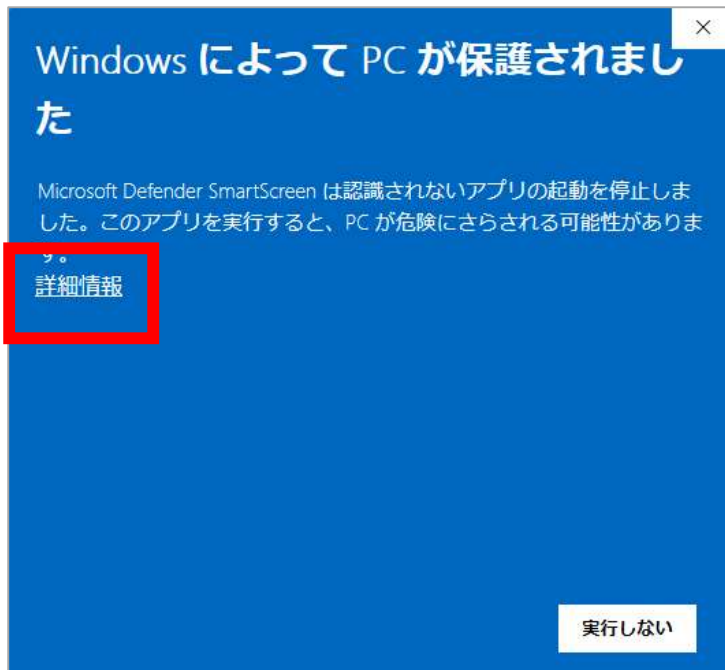 Windows によって PC が保護されまし
た
Microsoft Defender SmartScreen は認識されないアプリの起動を停止しま
した。このアプリを実行すると、PC が危険にさらされる可能性がありま
す。
詳細情報
実行しない